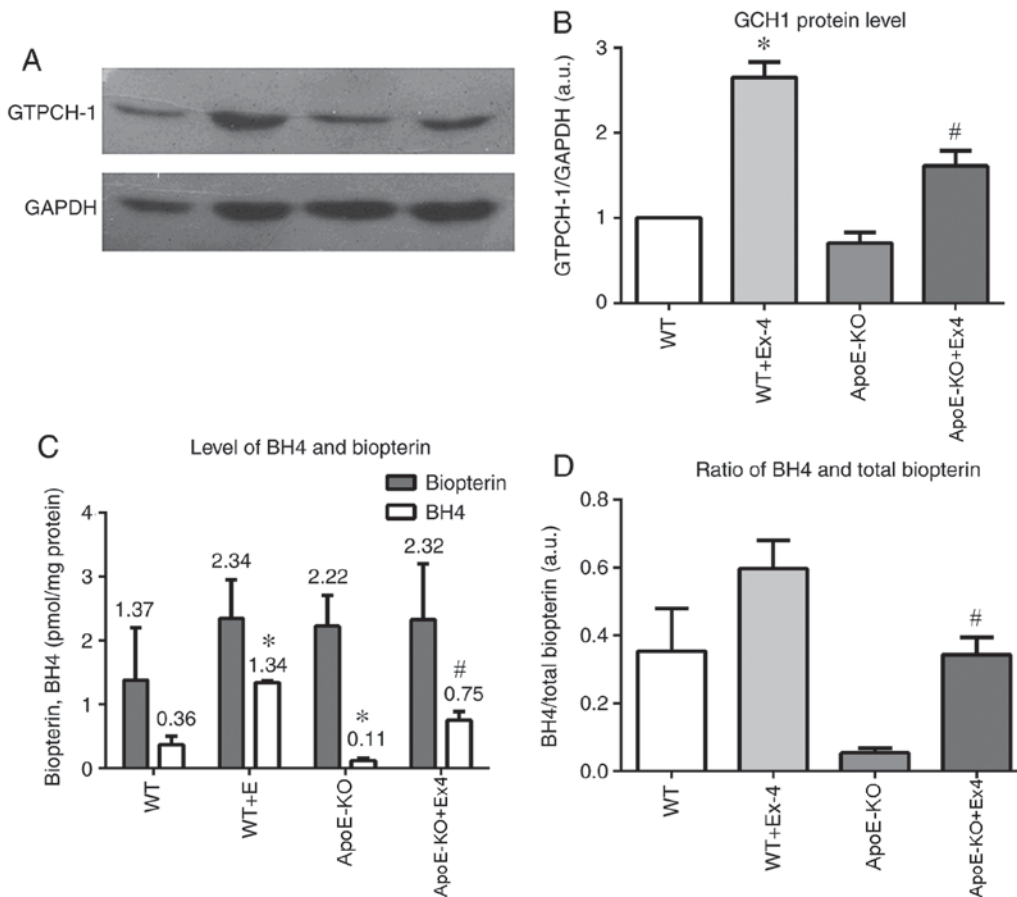 A
GTPCH-1
GAPDH
B
GCH1 protein level
GTPCH-1/GAPDH (a.u.)
3
2
1
0
*
#
WT
WT+Ex-4
ApoE-KO
ApoE-KO+Ex4
C
Level of BH4 and biopterin
Biopterin
BH4
Biopterin, BH4 (pmol/mg protein)
4
3
2
1
0
1.37
0.36
2.34
*
1.34
2.22
*
0.11
2.32
#
0.75
WT
WT+E
ApoE-KO
ApoE-KO+Ex4
D
Ratio of BH4 and total biopterin
BH4/total biopterin (a.u.)
0.8
0.6
0.4
0.2
0.0
#
WT
WT+Ex-4
ApoE-KO
ApoE-KO+Ex4